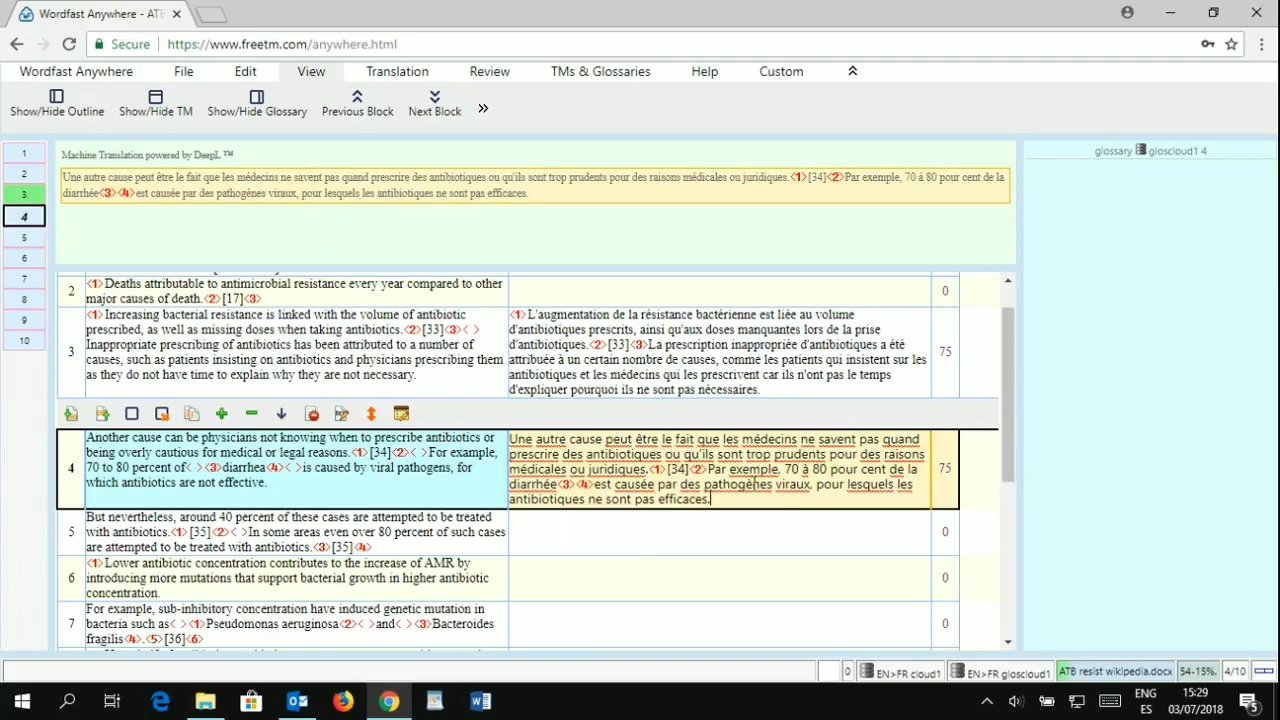 Wordfast Anywhere - ATB
Secure
https://www.freetm.com/anywhere.html
Wordfast Anywhere File Edit View Translation Review TMs & Glossaries Help Custom
Show/Hide Outline Show/Hide TM Show/Hide Glossary Previous Block Next Block
1
2
3
4
5
6
7
8
9
10
Machine Translation powered by DeepL ™
Une autre cause peut être le fait que les médecins ne savent pas quand prescrire des antibiotiques ou qu'ils sont trop prudents pour des raisons médicales ou juridiques.<1>[34]<2>Par exemple, 70 à 80 pour cent de la
diarrhée<3><4>est causée par des pathogènes viraux, pour lesquels les antibiotiques ne sont pas efficaces.
glossary gloscloud1 4
2
<1>Deaths attributable to antimicrobial resistance every year compared to other
major causes of death.<2>[17]<3>
0
3
<1>Increasing bacterial resistance is linked with the volume of antibiotic
prescribed, as well as missing doses when taking antibiotics.<2>[33]<3>< >
Inappropriate prescribing of antibiotics has been attributed to a number of
causes, such as patients insisting on antibiotics and physicians prescribing them
as they do not have time to explain why they are not necessary.
<1>L'augmentation de la résistance bactérienne est liée au volume
d'antibiotiques prescrits, ainsi qu'aux doses manquantes lors de la prise
d'antibiotiques.<2>[33]<3>La prescription inappropriée d'antibiotiques a été
attribuée à un certain nombre de causes, comme les patients qui insistent sur les
antibiotiques et les médecins qui les prescrivent car ils n'ont pas le temps
d'expliquer pourquoi ils ne sont pas nécessaires.
75
4
Another cause can be physicians not knowing when to prescribe antibiotics or
being overly cautious for medical or legal reasons.<1>[34]<2>< >For example,
70 to 80 percent of< ><3>diarrhea<4>< >is caused by viral pathogens, for
which antibiotics are not effective.
Une autre cause peut être le fait que les médecins ne savent pas quand
prescrire des antibiotiques ou qu'ils sont trop prudents pour des raisons
médicales ou juridiques.<1>[34]<2>Par exemple, 70 à 80 pour cent de la
diarrhée<3><4>est causée par des pathogènes viraux, pour lesquels les
antibiotiques ne sont pas efficaces.
75
5
But nevertheless, around 40 percent of these cases are attempted to be treated
with antibiotics.<1>[35]<2>< >In some areas even over 80 percent of such cases
are attempted to be treated with antibiotics.<3>[35]<4>
0
6
<1>Lower antibiotic concentration contributes to the increase of AMR by
introducing more mutations that support bacterial growth in higher antibiotic
concentration.
0
7
For example, sub-inhibitory concentration have induced genetic mutation in
bacteria such as< ><1>Pseudomonas aeruginosa<2>< >and< ><3>Bacteroides
fragilis<4>.<5>[36]<6>
0
0 EN>FR cloud1 EN>FR gloscloud1 ATB resist wikipedia.docx 54-15% 4/10
ENG
ES
15:29
03/07/2018
5